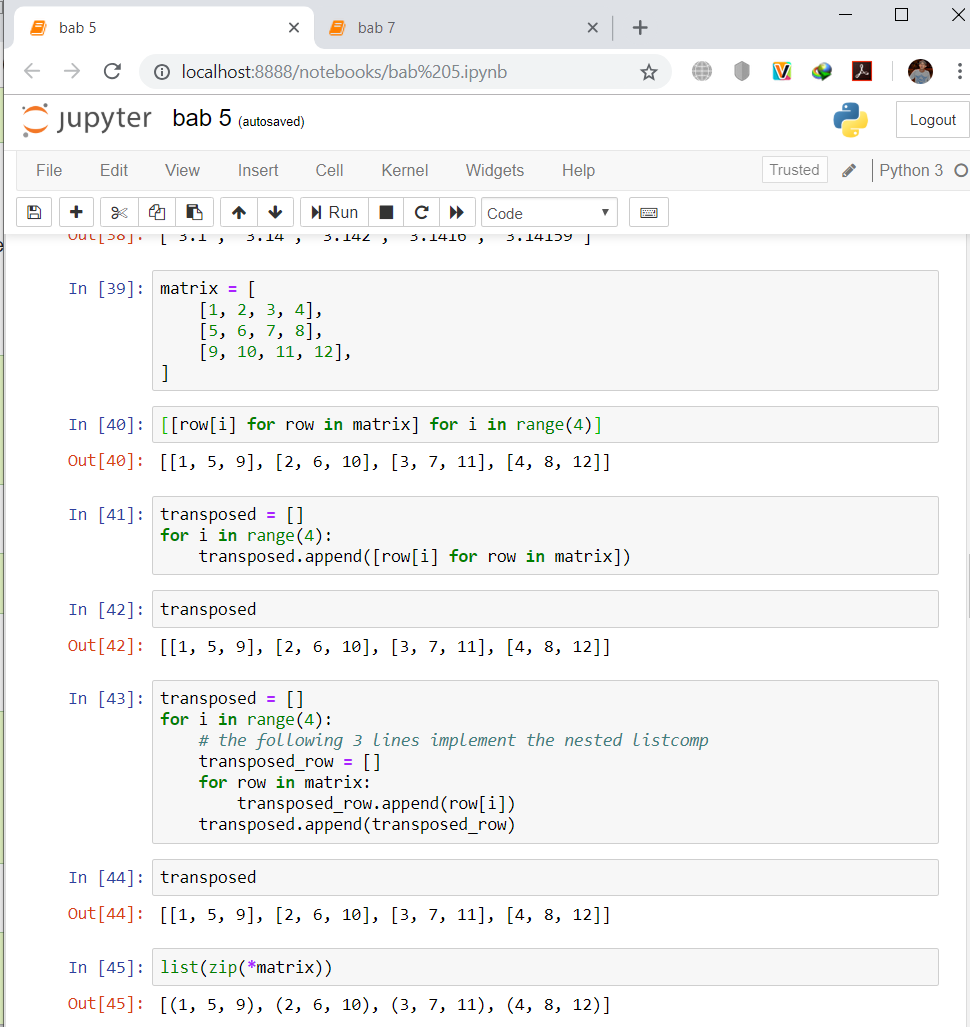 bab 5
bab 7
localhost:8888/notebooks/bab%205.ipynb
jupyter bab 5 (autosaved)
Logout
File Edit View Insert Cell Kernel Widgets Help
Trusted
Python 3
Run
Code
Out[38]: ['3.1', '3.14', '3.142', '3.1416', '3.14159']
In [39]: matrix = [
    [1, 2, 3, 4],
    [5, 6, 7, 8],
    [9, 10, 11, 12],
]
In [40]: [[row[i] for row in matrix] for i in range(4)]
Out[40]: [[1, 5, 9], [2, 6, 10], [3, 7, 11], [4, 8, 12]]
In [41]: transposed = []
for i in range(4):
    transposed.append([row[i] for row in matrix])
In [42]: transposed
Out[42]: [[1, 5, 9], [2, 6, 10], [3, 7, 11], [4, 8, 12]]
In [43]: transposed = []
for i in range(4):
    # the following 3 lines implement the nested listcomp
    transposed_row = []
    for row in matrix:
        transposed_row.append(row[i])
    transposed.append(transposed_row)
In [44]: transposed
Out[44]: [[1, 5, 9], [2, 6, 10], [3, 7, 11], [4, 8, 12]]
In [45]: list(zip(*matrix))
Out[45]: [(1, 5, 9), (2, 6, 10), (3, 7, 11), (4, 8, 12)]